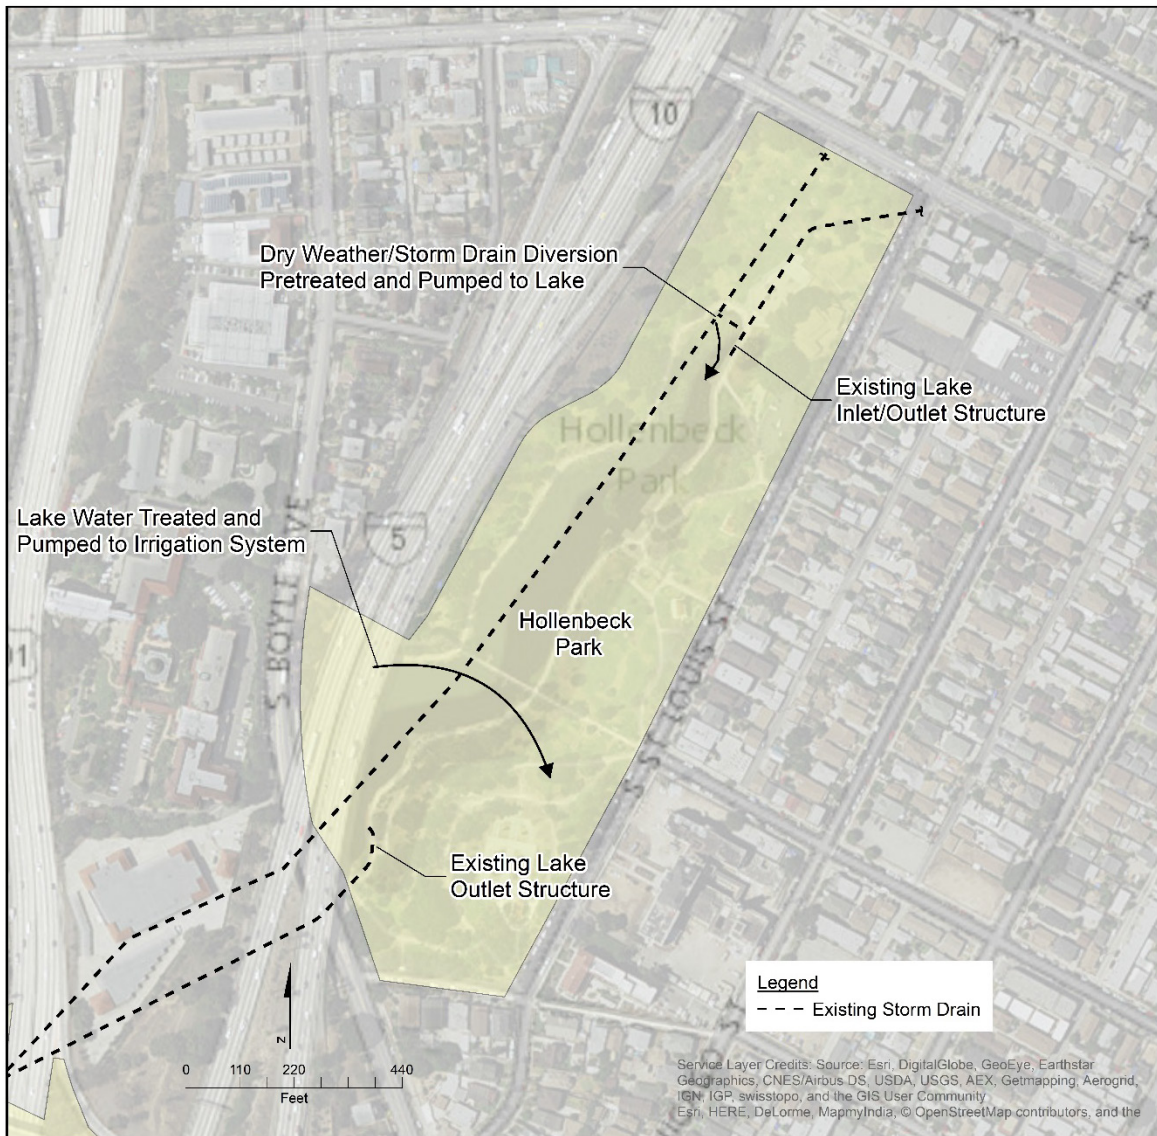 10
Dry Weather/Storm Drain Diversion
Pretreated and Pumped to Lake
E 4
Existing Lake
Inlet/Outlet Structure
Hollenbeck
Park
Lake Water Treated and
Pumped to Irrigation System
5
S BOYLE AVE
Hollenbeck
Park
S ST LOUIS ST
Existing Lake
Outlet Structure
Legend
Existing Storm Drain
N
0 110 220 440
Feet
Service Layer Credits: Source: Esri, DigitalGlobe, GeoEye, Earthstar
Geographics, CNES/Airbus DS, USDA, USGS, AEX, Getmapping, Aerogrid,
IGN, IGP, swisstopo, and the GIS User Community
Esri, HERE, DeLorme, MapmyIndia, © OpenStreetMap contributors, and the